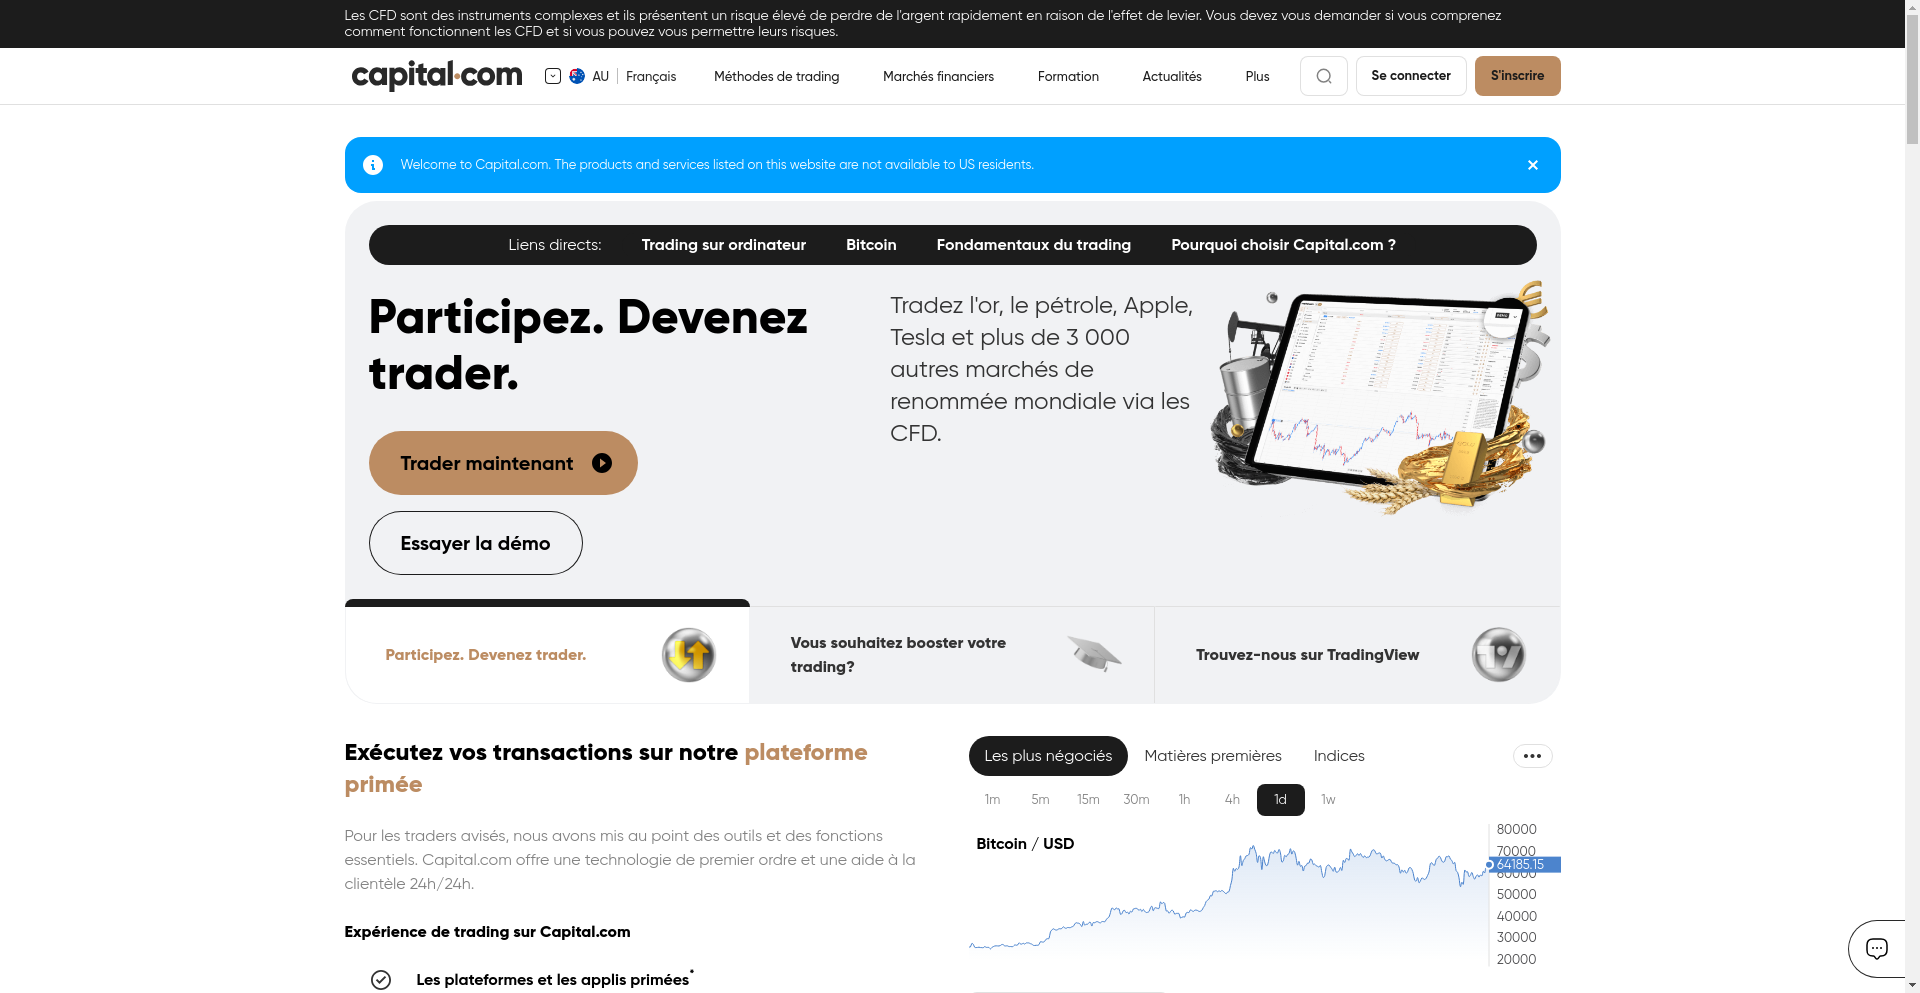 Les CFD sont des instruments complexes et ils présentent un risque élevé de perdre de l'argent rapidement en raison de l'effet de levier. Vous devez vous demander si vous comprenez
comment fonctionnent les CFD et si vous pouvez vous permettre leurs risques.
capital.com
AU
Français
Méthodes de trading
Marchés financiers
Formation
Actualités
Plus
Se connecter
S'inscrire
Welcome to Capital.com. The products and services listed on this website are not available to US residents.
Liens directs:
Trading sur ordinateur
Bitcoin
Fondamentaux du trading
Pourquoi choisir Capital.com ?
Participez. Devenez
trader.
Tradez l'or, le pétrole, Apple,
Tesla et plus de 3 000
autres marchés de
renommée mondiale via les
CFD.
Trader maintenant
Essayer la démo
Participez. Devenez trader.
Vous souhaitez booster votre
trading?
Trouvez-nous sur TradingView
Exécutez vos transactions sur notre plateforme
primée
Pour les traders avisés, nous avons mis au point des outils et des fonctions
essentiels. Capital.com offre une technologie de premier ordre et une aide à la
clientèle 24h/24h.
Expérience de trading sur Capital.com
Les plateformes et les applis primées*
Les plus négociés
Matières premières
Indices
1m
5m
15m
30m
1h
4h
1d
1w
Bitcoin / USD
80000
70000
64185.15
60000
50000
40000
30000
20000